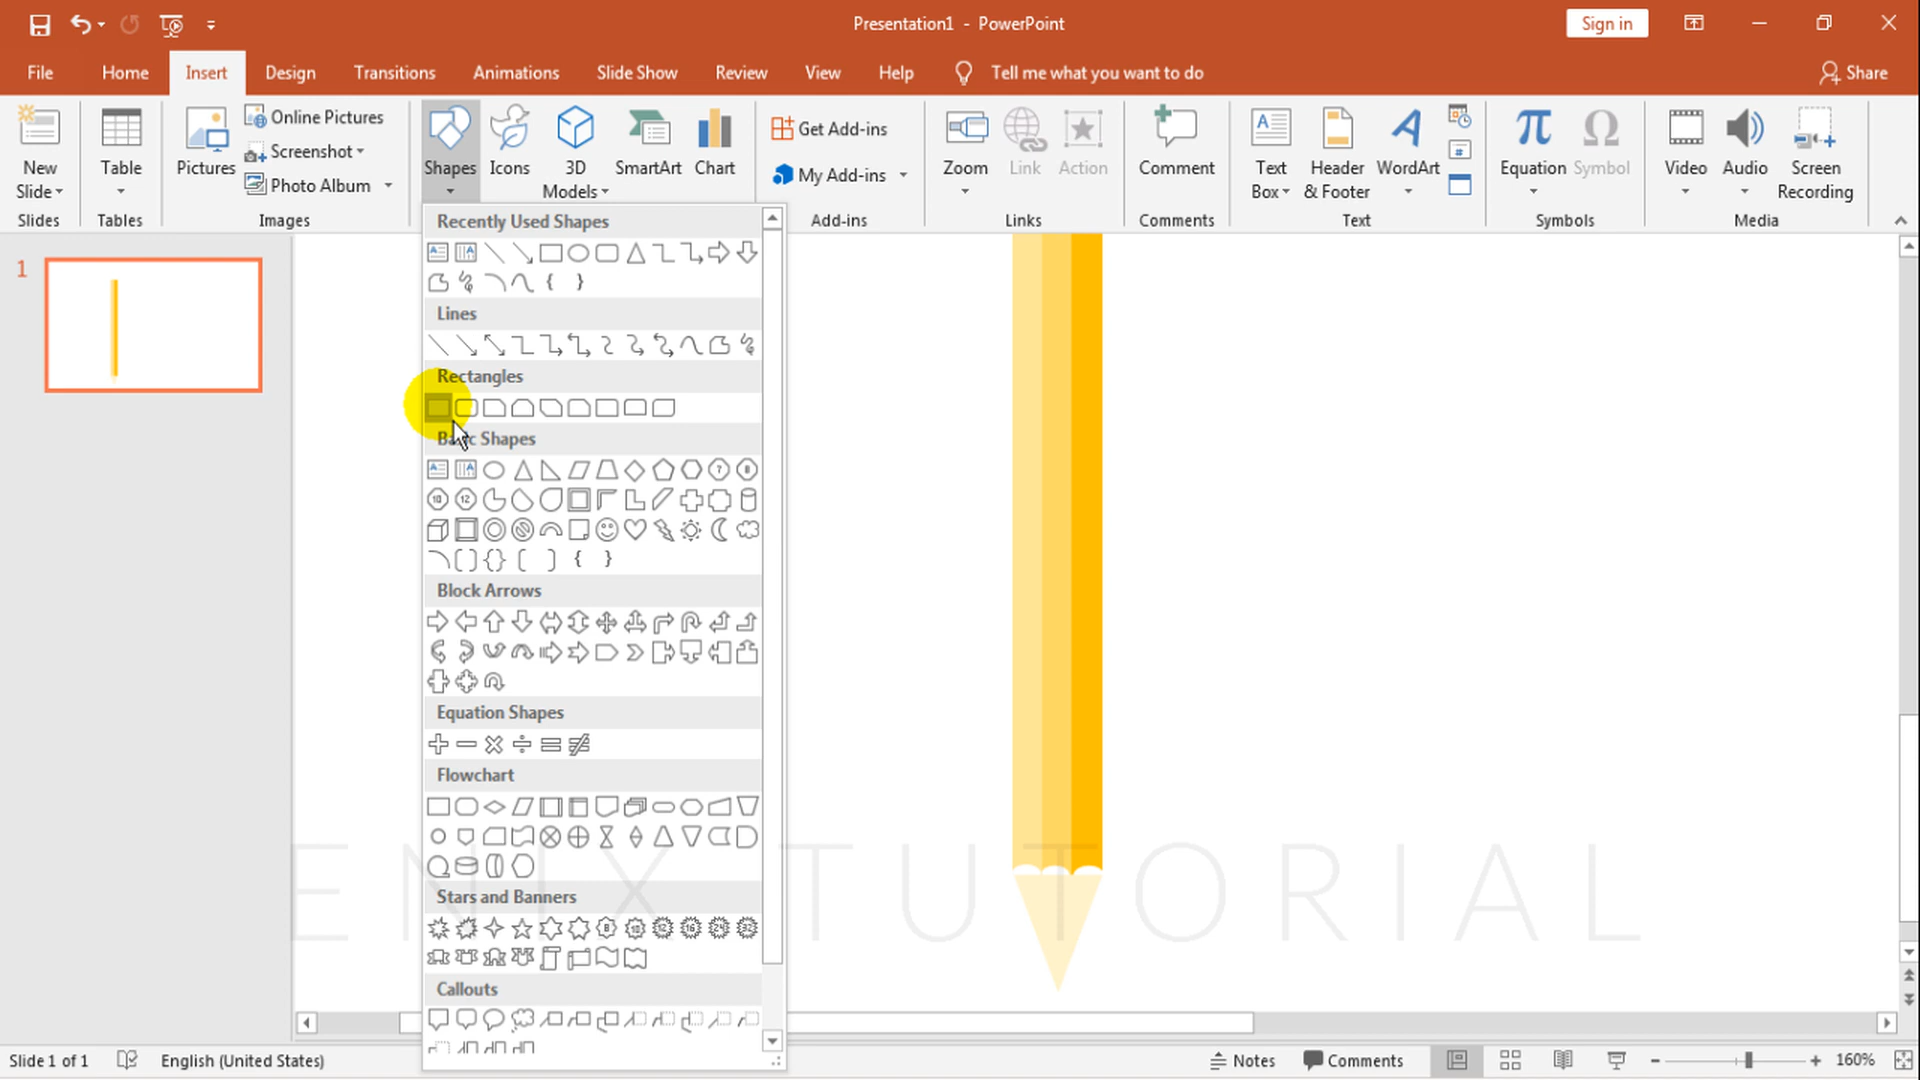 Presentation1 - PowerPoint
Sign in
File Home Insert Design Transitions Animations Slide Show Review View Help Tell me what you want to do Share
New Slide
Slides
Table
Tables
Pictures
Online Pictures
Screenshot
Photo Album
Images
Shapes
Icons
3D Models
SmartArt
Chart
Get Add-ins
My Add-ins
Add-ins
Zoom
Link
Action
Links
Comment
Comments
Text Box
Header & Footer
WordArt
Text
Equation
Symbol
Symbols
Video
Audio
Screen Recording
Media
1
Recently Used Shapes
Lines
Rectangles
Basic Shapes
Block Arrows
Equation Shapes
Flowchart
Stars and Banners
Callouts
ENIX TUTORIAL
Slide 1 of 1 English (United States) Notes Comments 160%